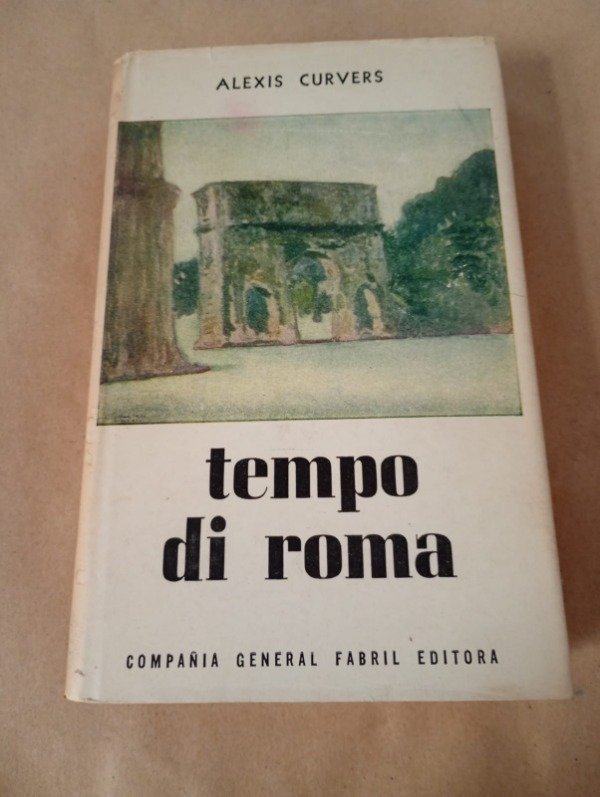 ALEXIS CURVERS
tempo
di roma
COMPAÑIA GENERAL FABRIL EDITORA